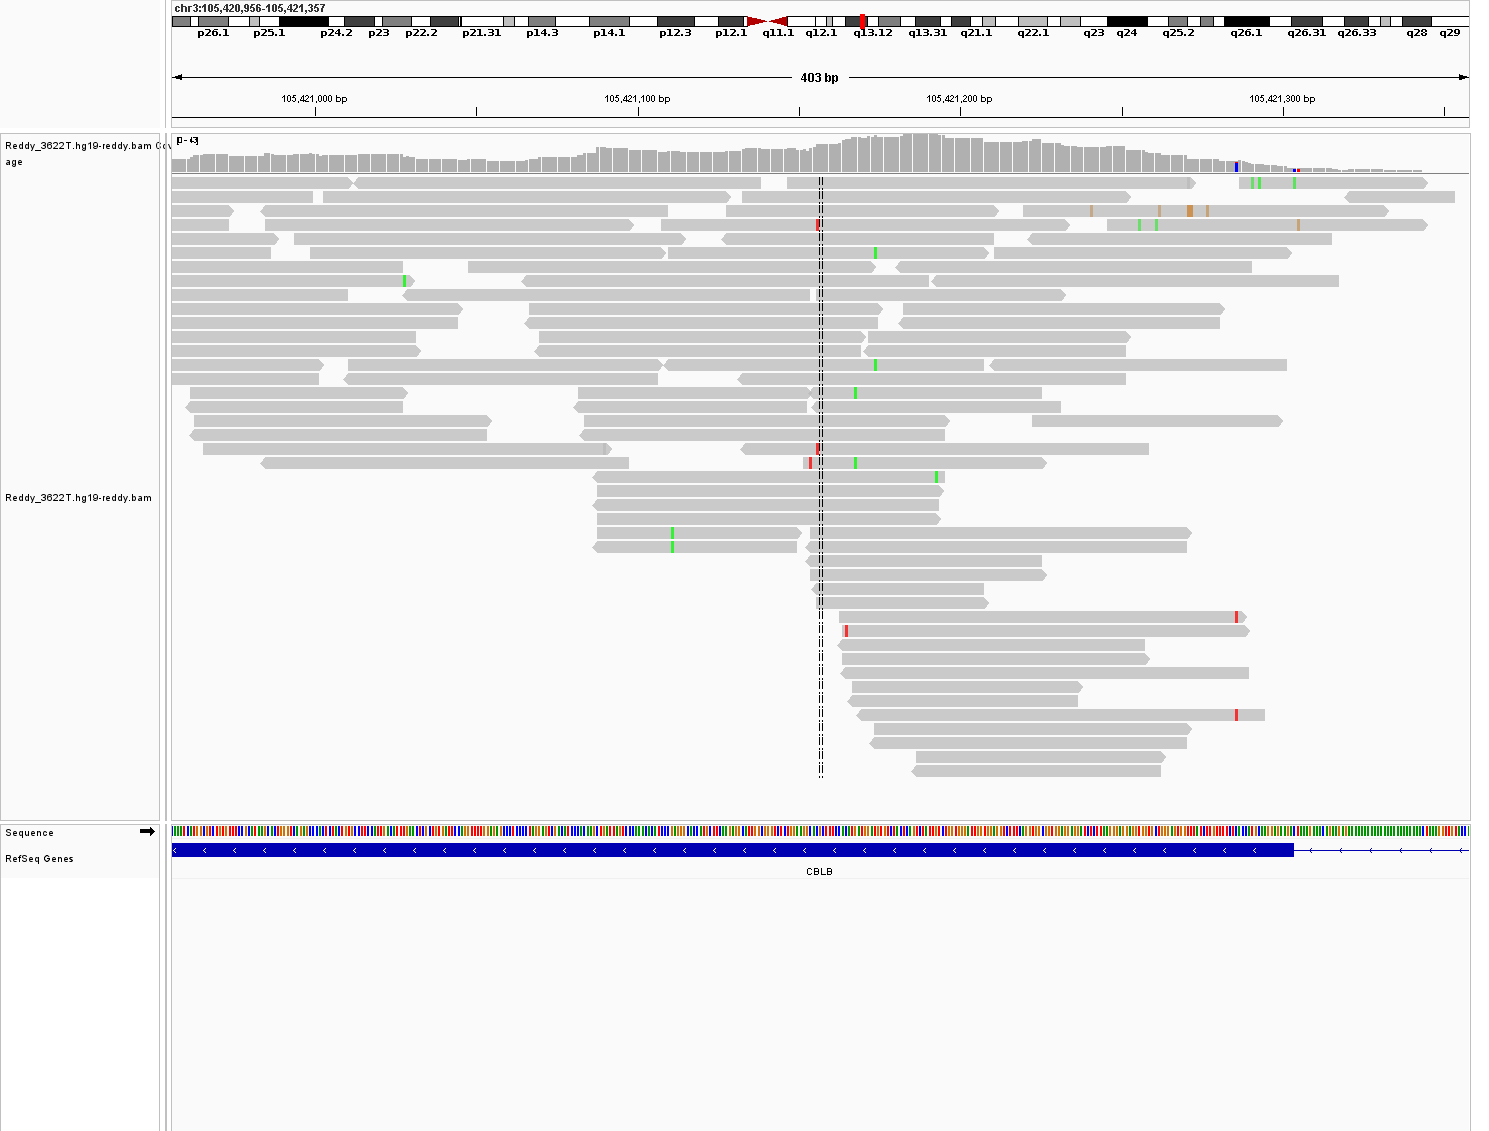 chr3:105,420,956-105,421,357
p26.1 p25.1 p24.2 p23 p22.2 p21.31 p14.3 p14.1 p12.3 p12.1 q11.1 q12.1 q13.12 q13.31 q21.1 q22.1 q23 q24 q25.2 q26.1 q26.31 q26.33 q28 q29
403 bp
105,421,000 bp 105,421,100 bp 105,421,200 bp 105,421,300 bp
[0 - 43]
Reddy_3622T.hg19-reddy.bam Cov
age
Reddy_3622T.hg19-reddy.bam
Sequence
RefSeq Genes
CBLB